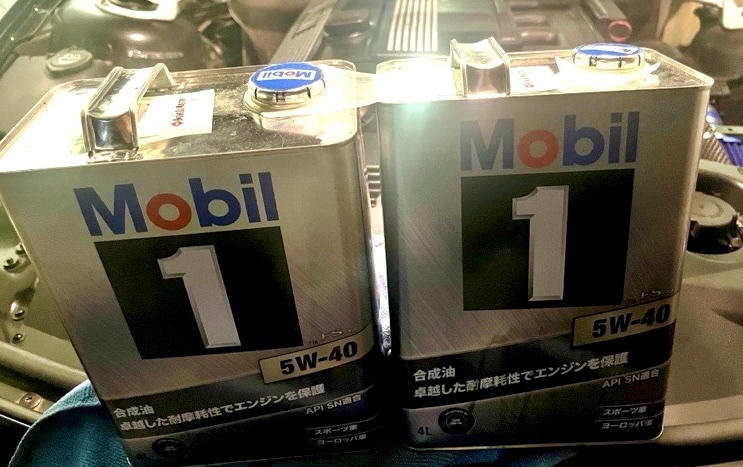 Mobil
Mobil
1
5W-40
合成油
卓越した耐摩耗性でエンジンを保護
API SN適合
スポーツ車
ヨーロッパ車
4L
Mobil
1
FS
5W-40
合成油
卓越した耐摩耗性でエンジンを保護
API SN適合
スポーツ車
ヨーロッパ車
4L